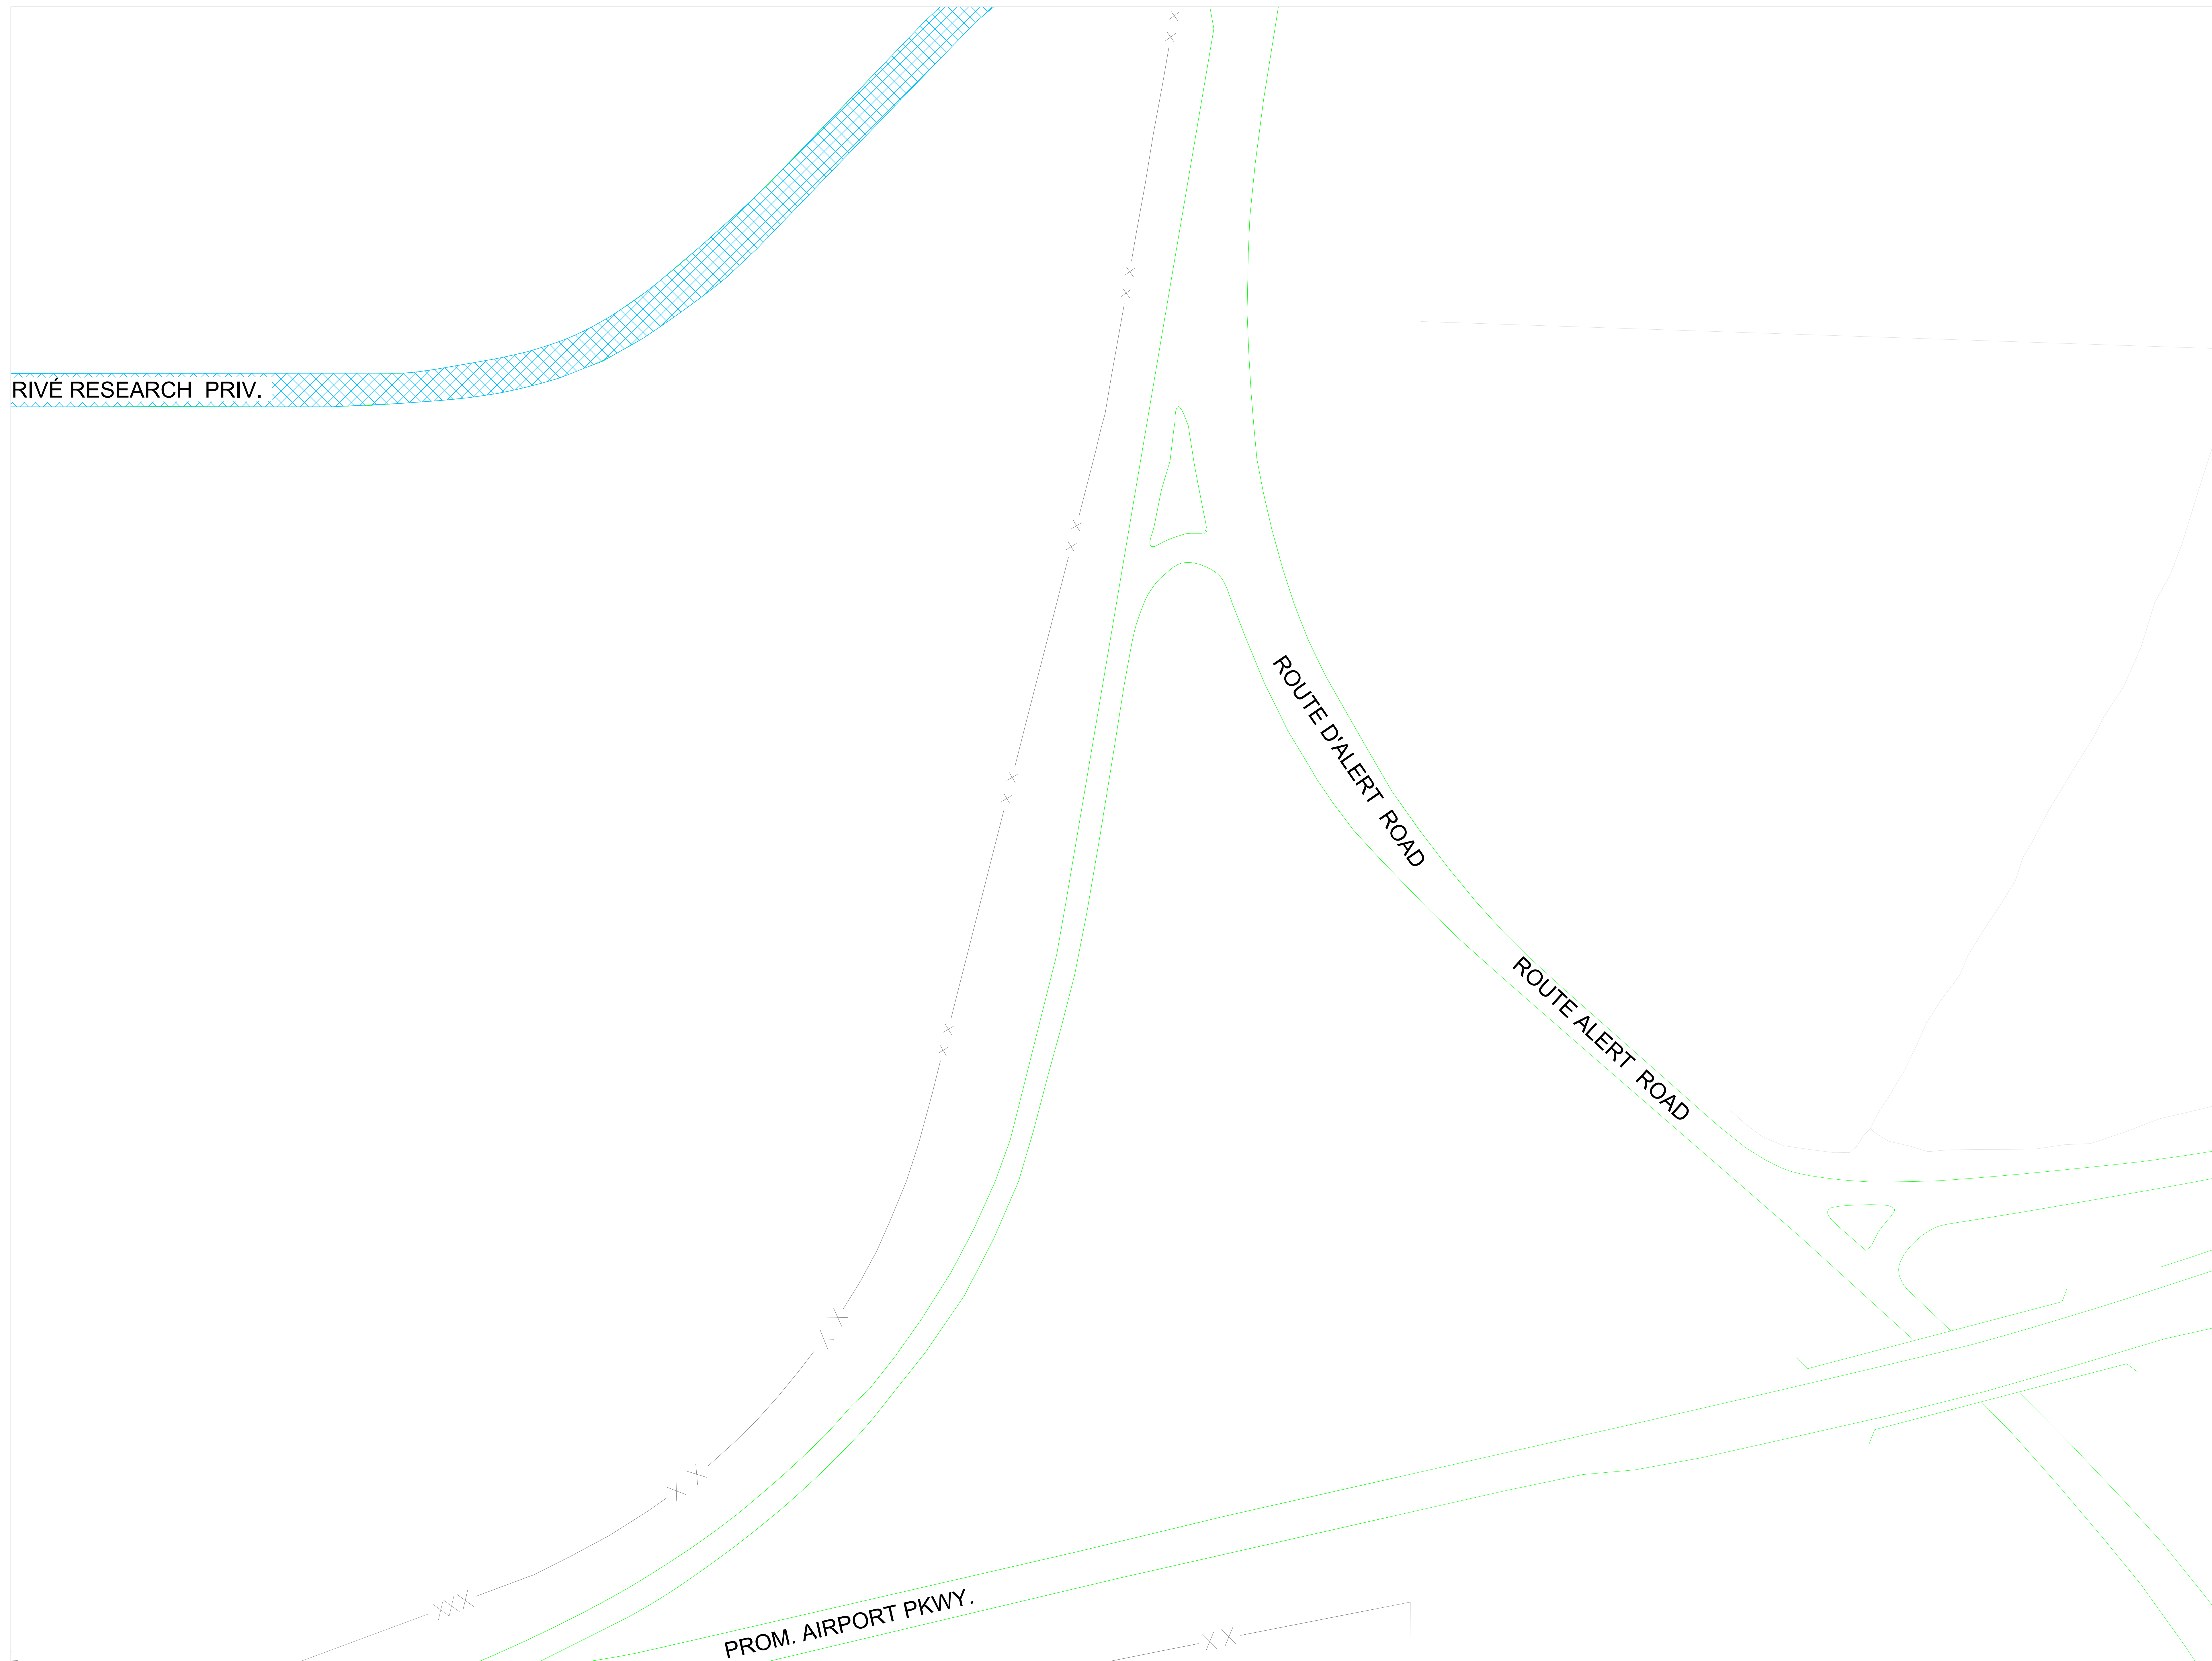 RIVÉ RESEARCH PRIV.
ROUTE D'ALERT ROAD
ROUTE ALERT ROAD
PROM. AIRPORT PKWY.